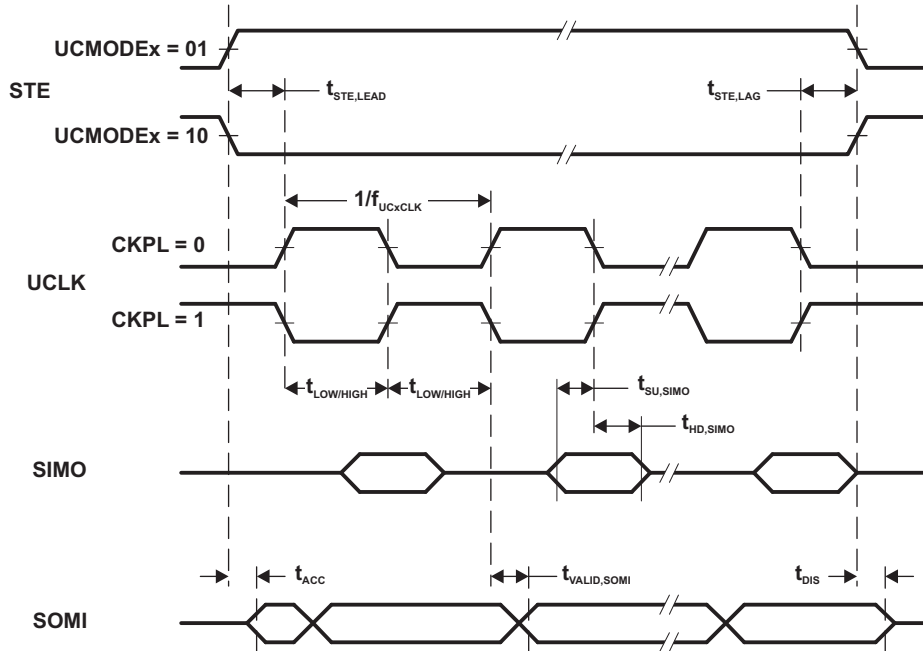 UCMODEx = 01
STE
tSTE,LEAD
tSTE,LAG
UCMODEx = 10
1/fUCxCLK
CKPL = 0
UCLK
CKPL = 1
tLOW/HIGH tLOW/HIGH
tSU,SIMO
tHD,SIMO
SIMO
tACC
tVALID,SOMI
tDIS
SOMI